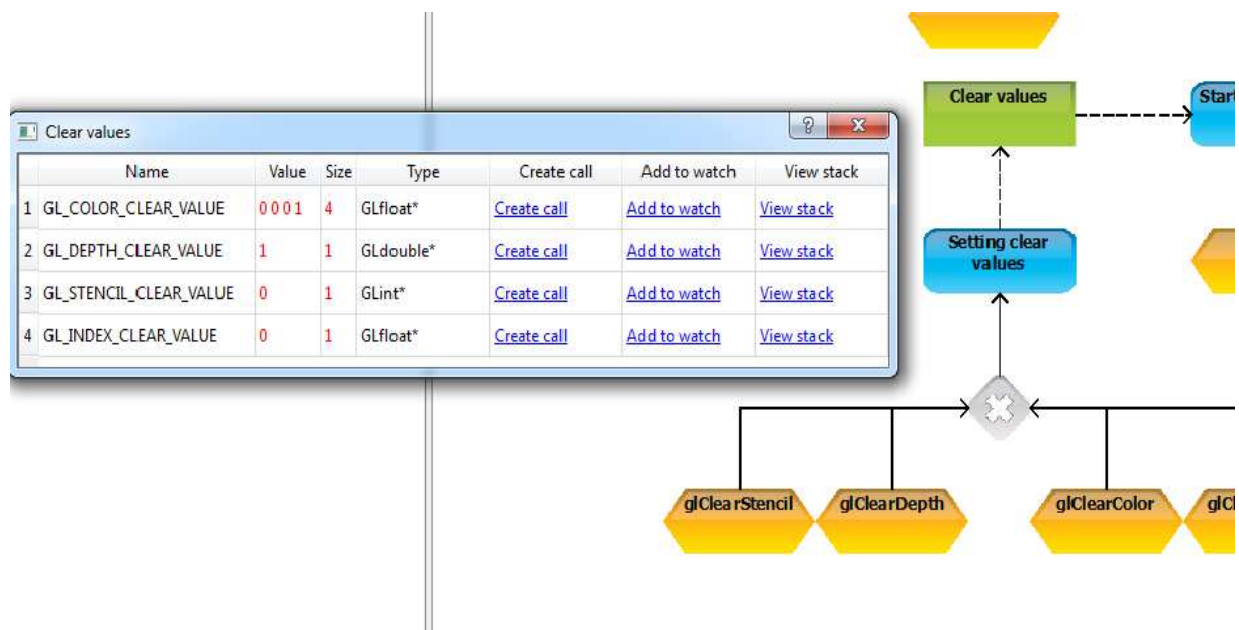 Clear values
Name Value Size Type Create call Add to watch View stack
1 GL_COLOR_CLEAR_VALUE 0 0 0 1 4 GLfloat* Create call Add to watch View stack
2 GL_DEPTH_CLEAR_VALUE 1 1 GLdouble* Create call Add to watch View stack
3 GL_STENCIL_CLEAR_VALUE 0 1 GLint* Create call Add to watch View stack
4 GL_INDEX_CLEAR_VALUE 0 1 GLfloat* Create call Add to watch View stack
Clear values
Start
Setting clear
values
glClearStencil
glClearDepth
glClearColor